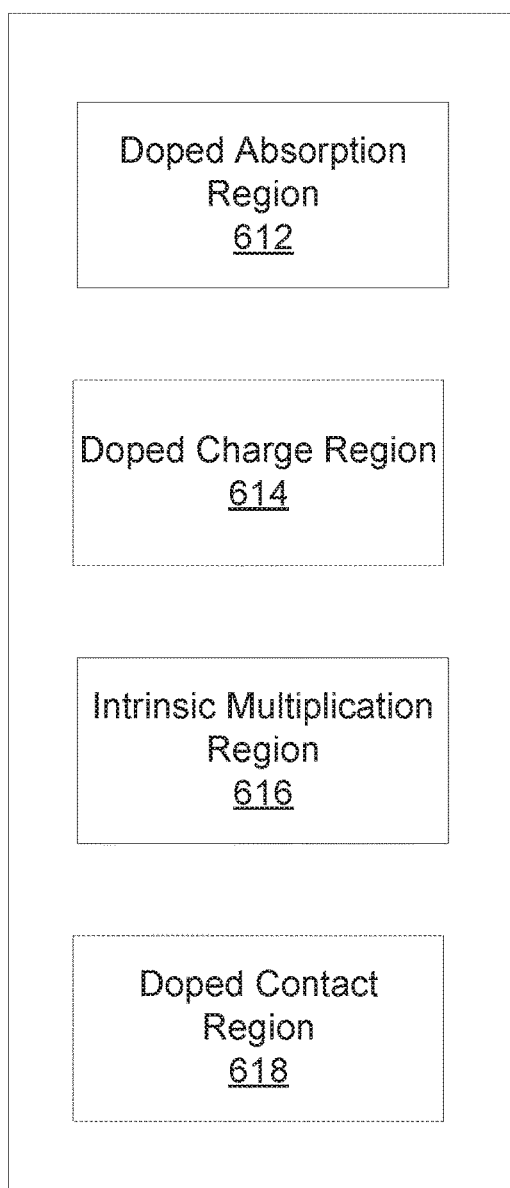 Doped Absorption
Region
612
Doped Charge Region
614
Intrinsic Multiplication
Region
616
Doped Contact
Region
618